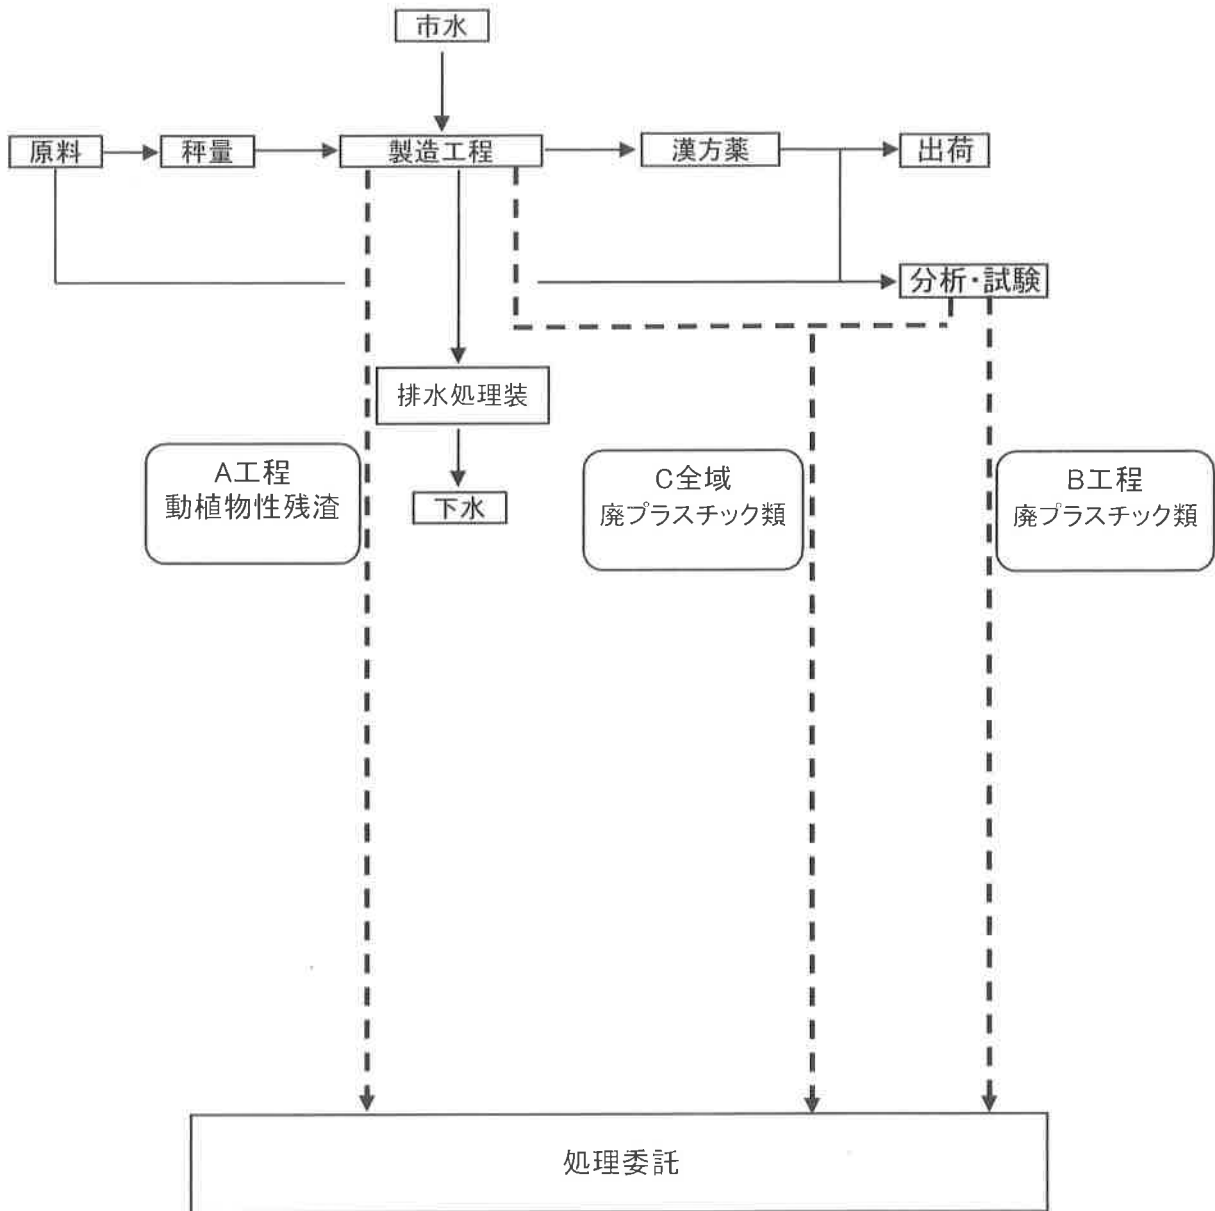 市水
原料
秤量
製造工程
漢方薬
出荷
分析・試験
排水処理装
下水
A工程
動植物性残渣
C全域
廃プラスチック類
B工程
廃プラスチック類
処理委託